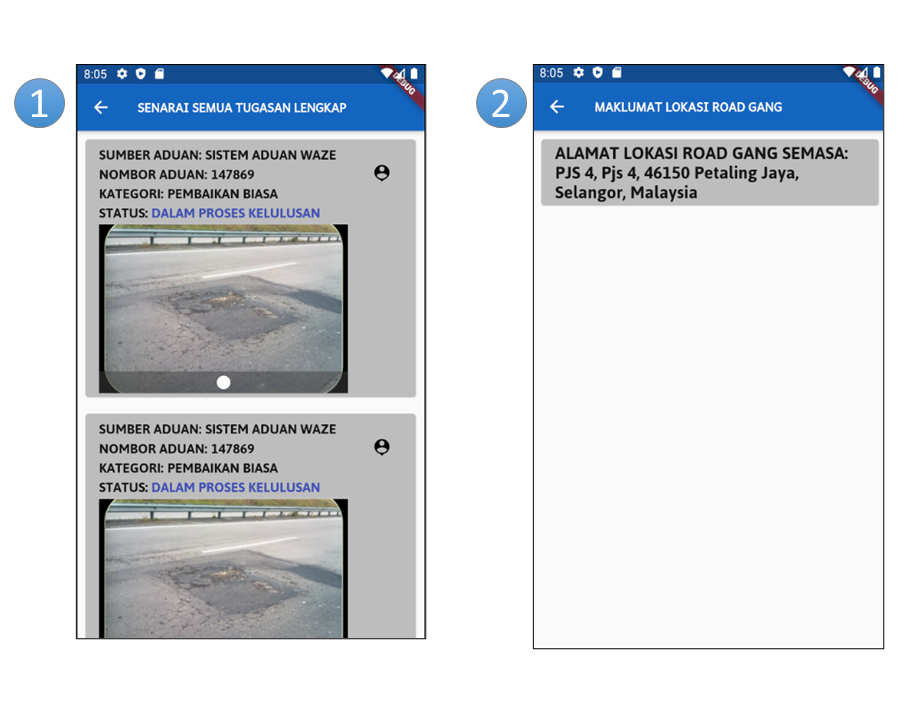 1
8:05
DEBUG
SENARAI SEMUA TUGASAN LENGKAP
SUMBER ADUAN: SISTEM ADUAN WAZE
NOMBOR ADUAN: 147869
KATEGORI: PEMBAIKAN BIASA
STATUS: DALAM PROSES KELULUSAN
SUMBER ADUAN: SISTEM ADUAN WAZE
NOMBOR ADUAN: 147869
KATEGORI: PEMBAIKAN BIASA
STATUS: DALAM PROSES KELULUSAN
2
8:05
DEBUG
MAKLUMAT LOKASI ROAD GANG
ALAMAT LOKASI ROAD GANG SEMASA:
PJS 4, Pjs 4, 46150 Petaling Jaya,
Selangor, Malaysia